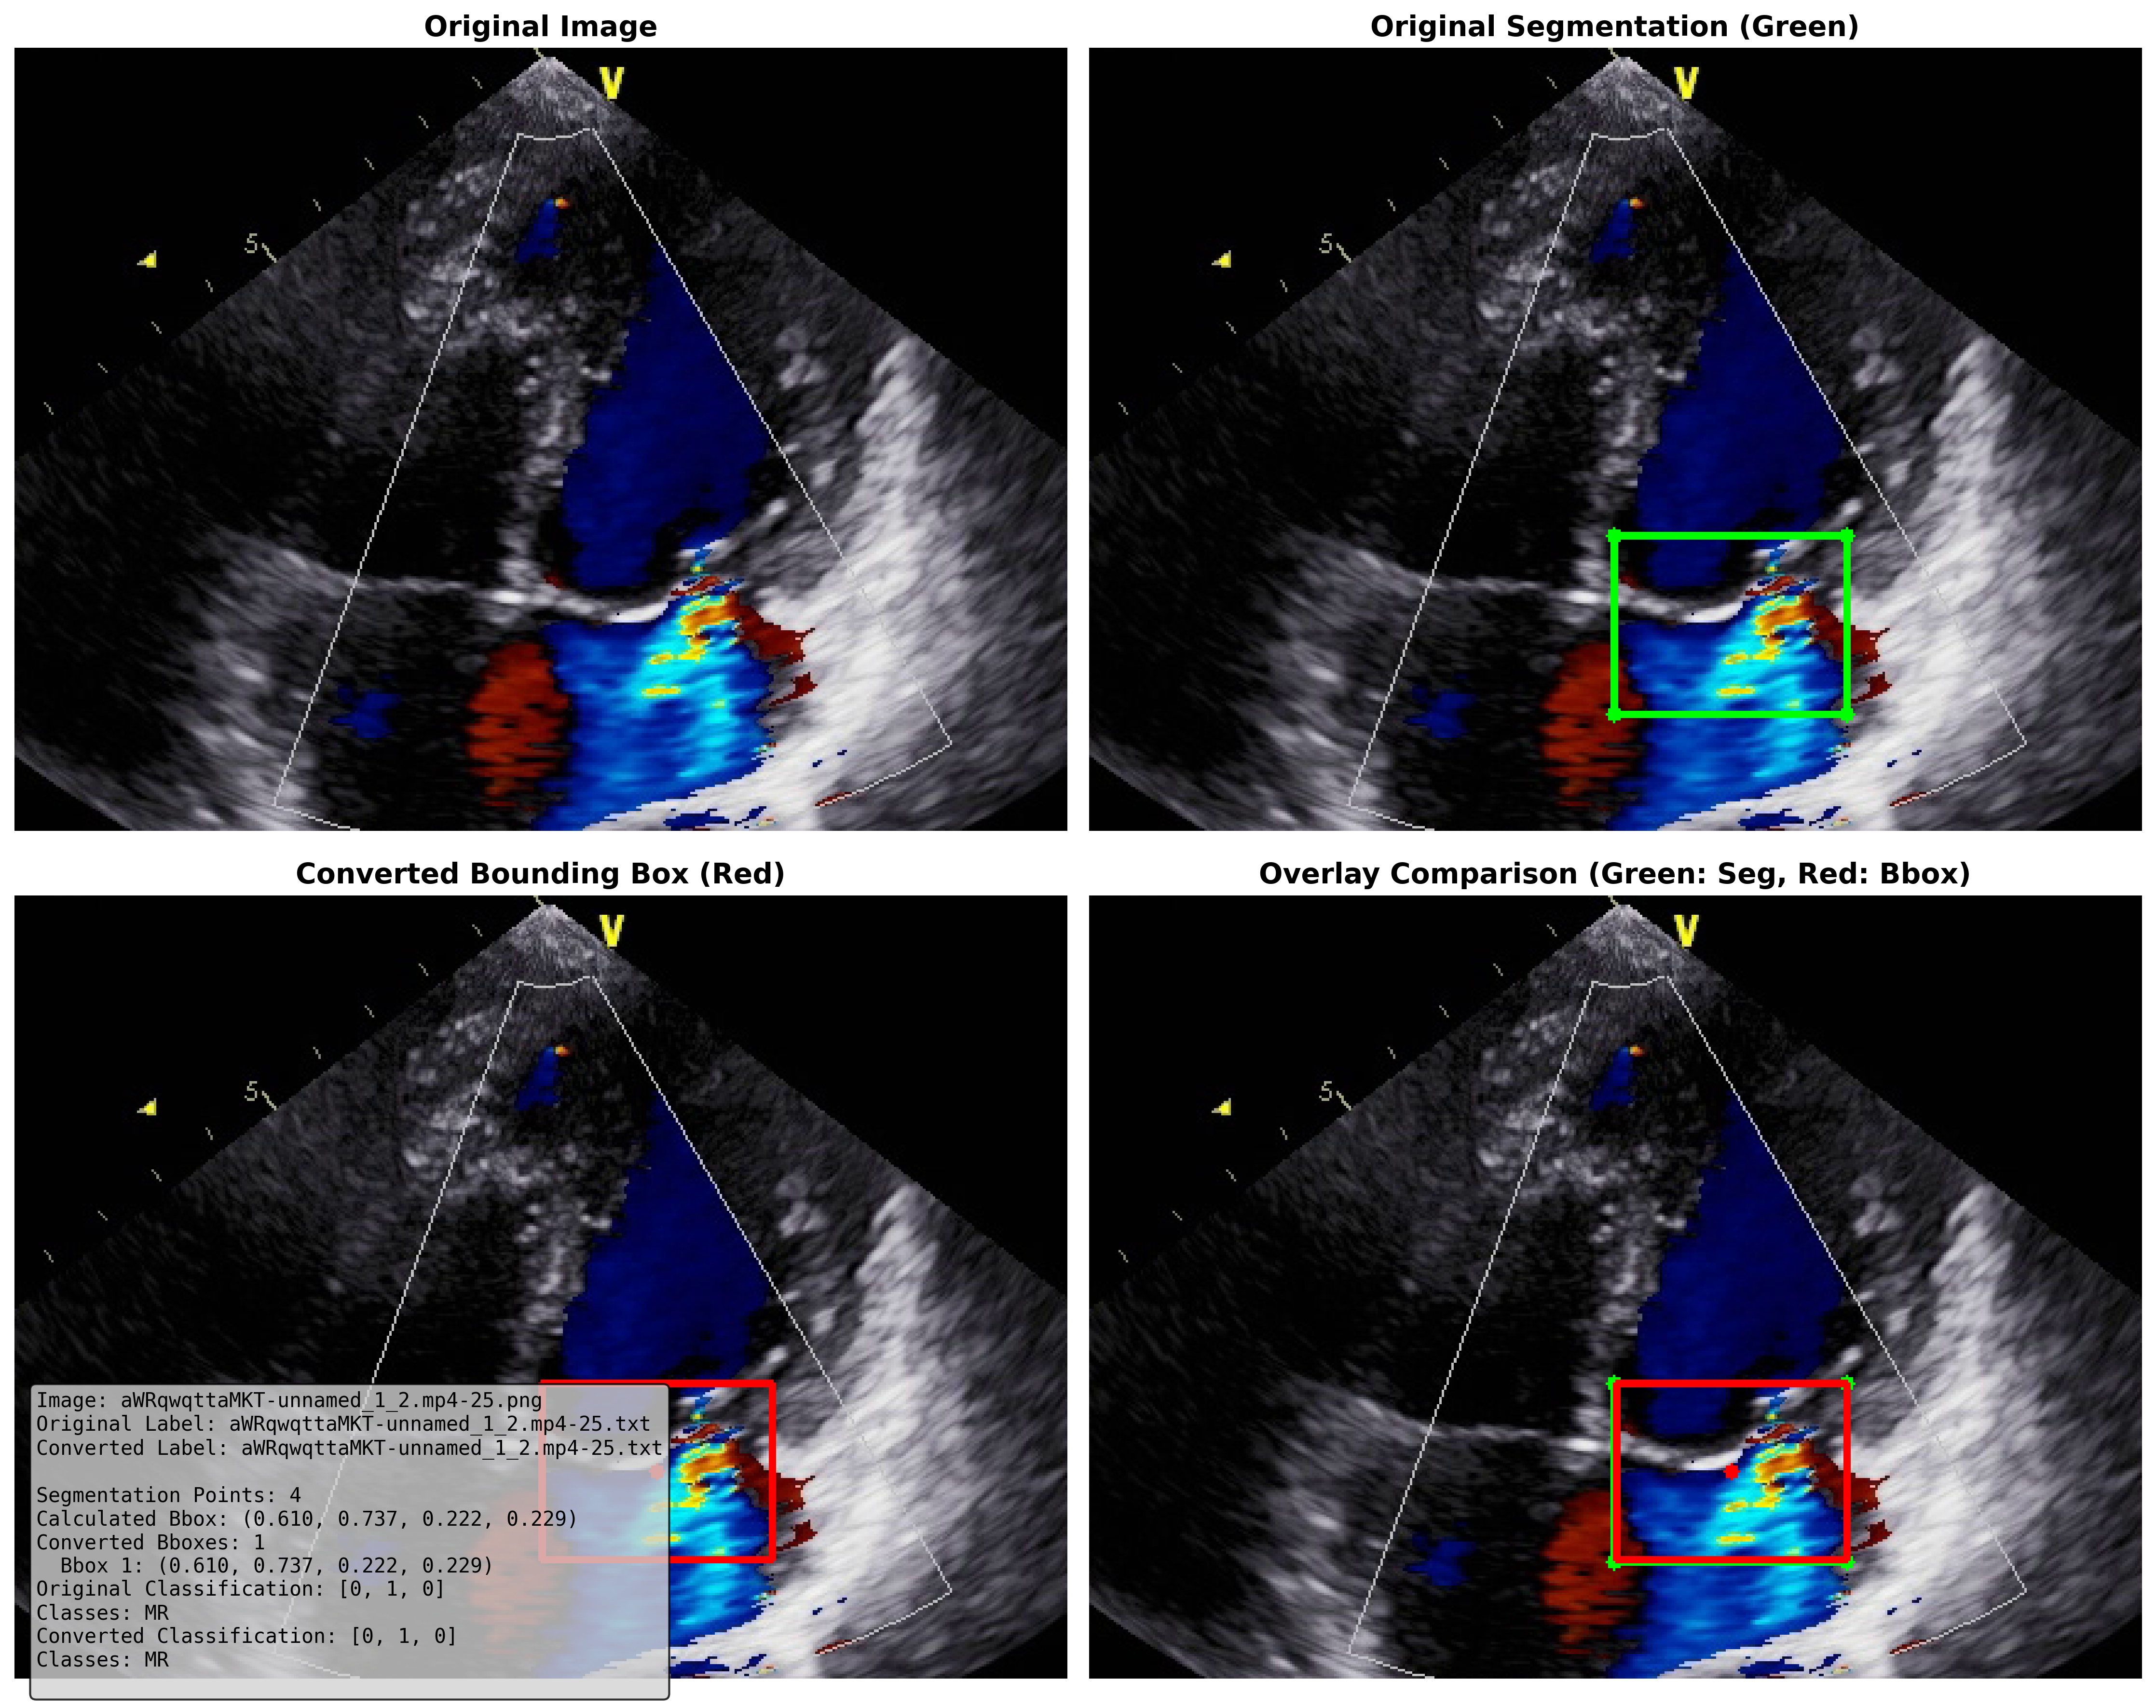 Original Image
Original Segmentation (Green)
V
5
V
5
Converted Bounding Box (Red)
Overlay Comparison (Green: Seg, Red: Bbox)
V
5
V
5
Image: aWRqwqttaMKT-unnamed_1_2.mp4-25.png
Original Label: aWRqwqttaMKT-unnamed_1_2.mp4-25.txt
Converted Label: aWRqwqttaMKT-unnamed_1_2.mp4-25.txt
Segmentation Points: 4
Calculated Bbox: (0.610, 0.737, 0.222, 0.229)
Converted Bboxes: 1
Bbox 1: (0.610, 0.737, 0.222, 0.229)
Original Classification: [0, 1, 0]
Classes: MR
Converted Classification: [0, 1, 0]
Classes: MR